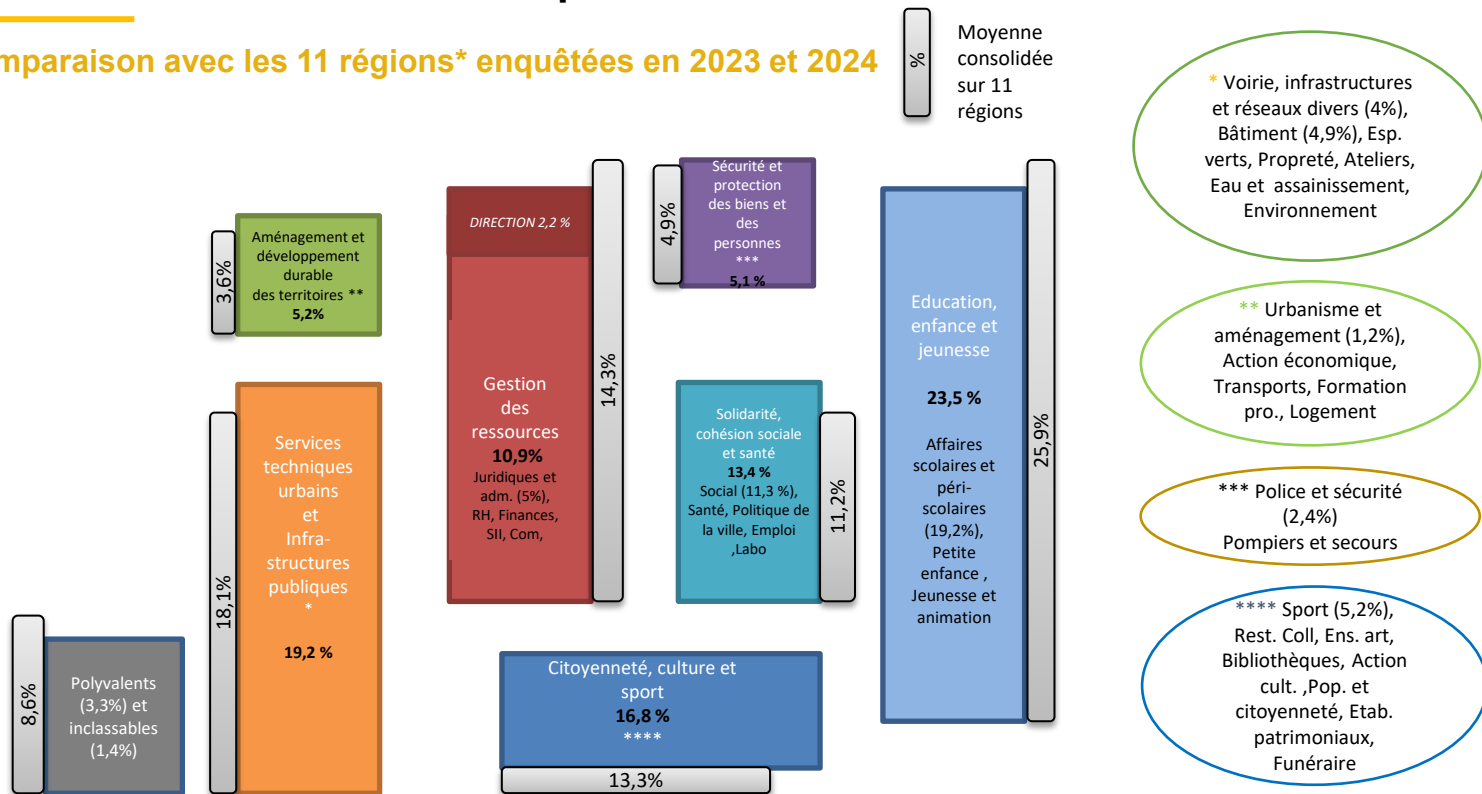 mparaison avec les 11 régions* enquêtées en 2023 et 2024
%
Moyenne
consolidée
sur 11
régions
3,6%
Aménagement et
développement
durable
des territoires **
5,2%
DIRECTION 2,2 %
Gestion
des
ressources
10,9%
Juridiques et
adm. (5%),
RH, Finances,
SII, Com,
14,3%
4,9%
Sécurité et
protection
des biens et
des
personnes
***
5,1 %
Education,
enfance et
jeunesse
23,5 %
Affaires
scolaires et
péri-
scolaires
(19,2%),
Petite
enfance ,
Jeunesse et
animation
25,9%
18,1%
Services
techniques
urbains
et
Infra-
structures
publiques
*
19,2 %
Solidarité,
cohésion sociale
et santé
13,4 %
Social (11,3 %),
Santé, Politique de
la ville, Emploi
,Labo
11,2%
8,6%
Polyvalents
(3,3%) et
inclassables
(1,4%)
Citoyenneté, culture et
sport
16,8 %
****
13,3%
* Voirie, infrastructures
et réseaux divers (4%),
Bâtiment (4,9%), Esp.
verts, Propreté, Ateliers,
Eau et assainissement,
Environnement
** Urbanisme et
aménagement (1,2%),
Action économique,
Transports, Formation
pro., Logement
*** Police et sécurité
(2,4%)
Pompiers et secours
**** Sport (5,2%),
Rest. Coll, Ens. art,
Bibliothèques, Action
cult. ,Pop. et
citoyenneté, Etab.
patrimoniaux,
Funéraire